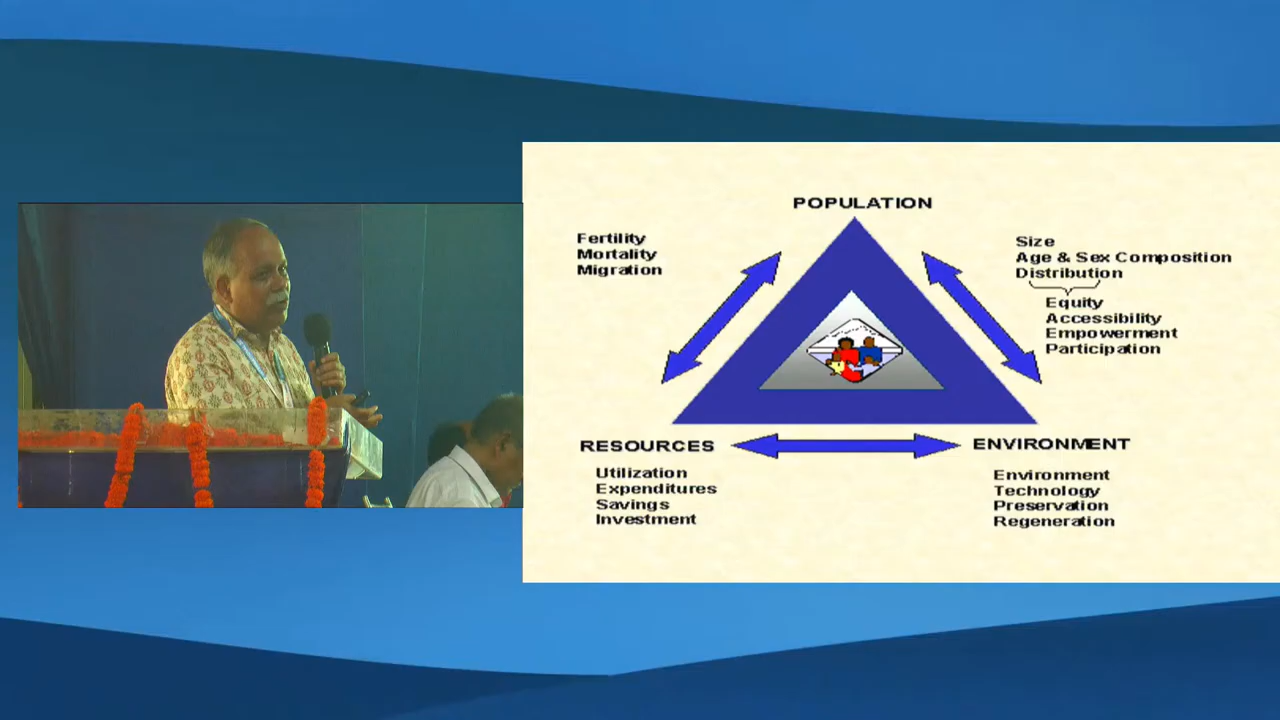 POPULATION
Fertility
Mortality
Migration
Size
Age & Sex Composition
Distribution
Equity
Accessibility
Empowerment
Participation
RESOURCES
Utilization
Expenditures
Savings
Investment
ENVIRONMENT
Environment
Technology
Preservation
Regeneration